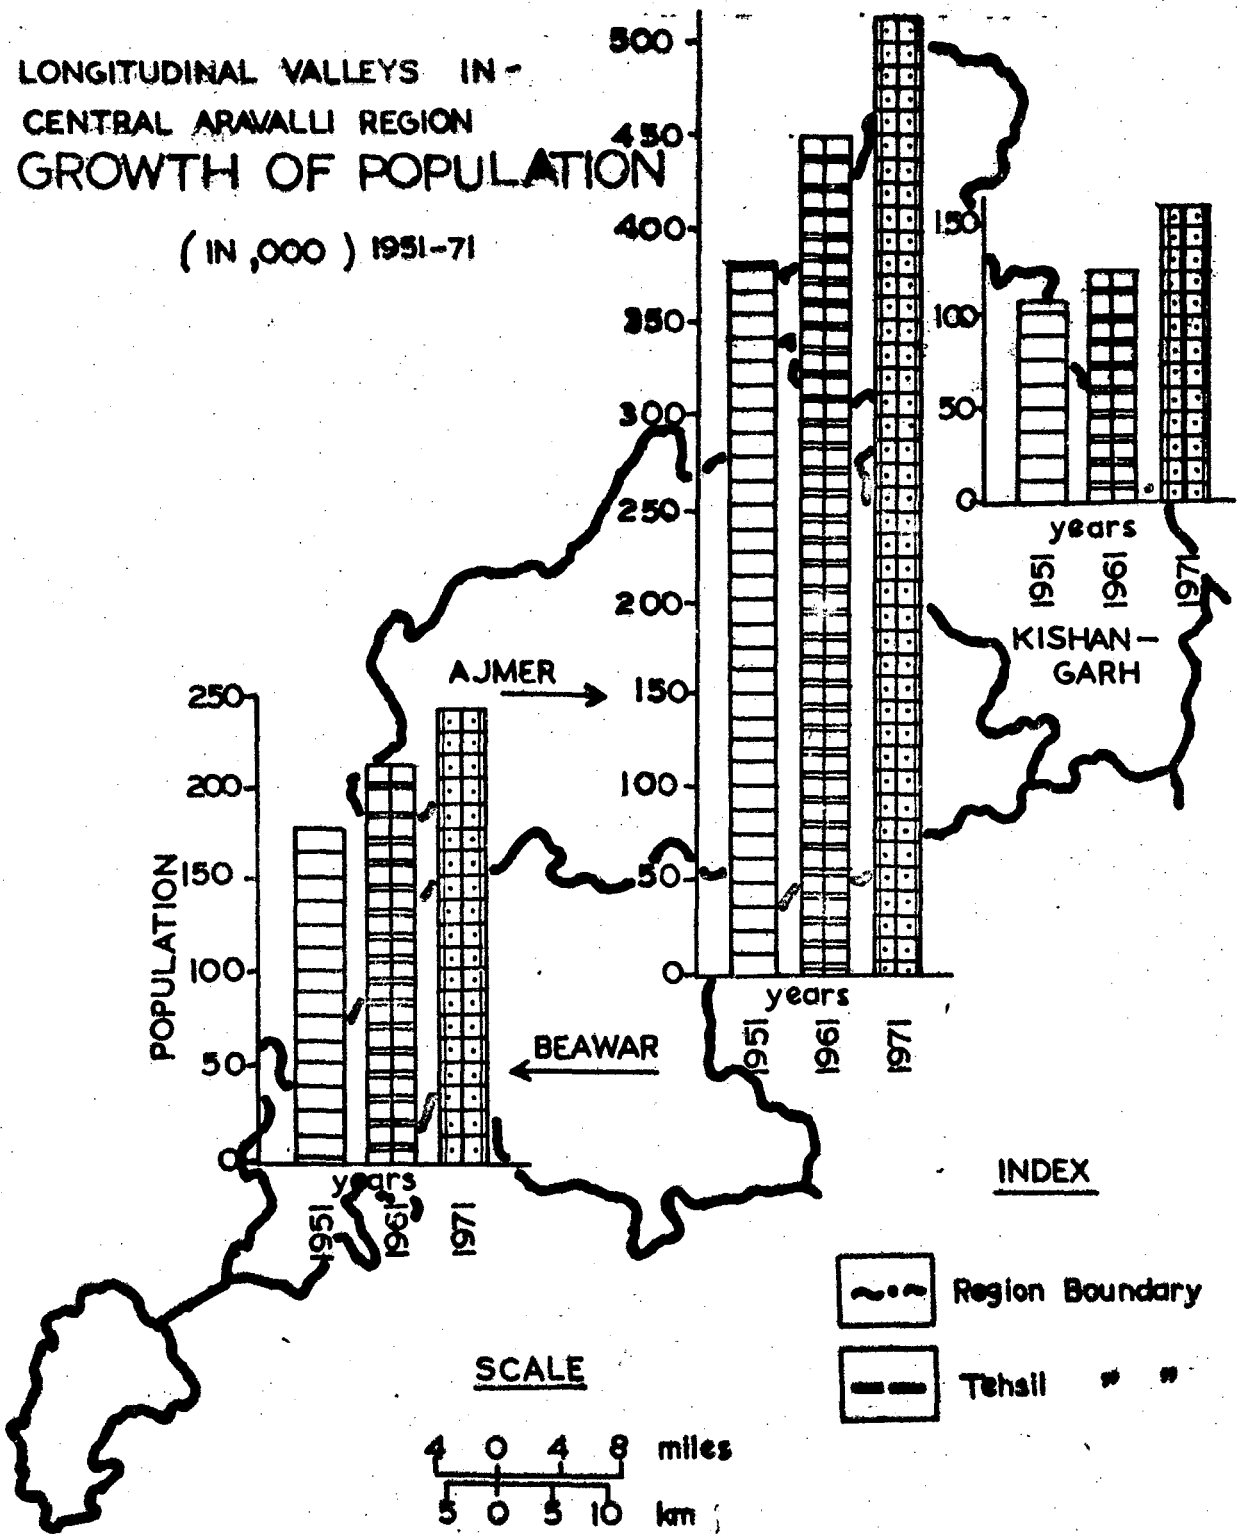 LONGITUDINAL VALLEYS IN-
CENTRAL ARAVALLI REGION
GROWTH OF POPULATION
(IN ,000) 1951-71
500
450
400
350
300
250
200
150
100
50
0
years
1951
1961
1971
AJMER
150
100
50
0
years
1951
1961
1971
KISHAN-
GARH
POPULATION
250
200
150
100
50
0
years
1951
1961
1971
BEAWAR
INDEX
Region Boundary
Tehsil " "
SCALE
4 0 4 8 miles
5 0 5 10 km